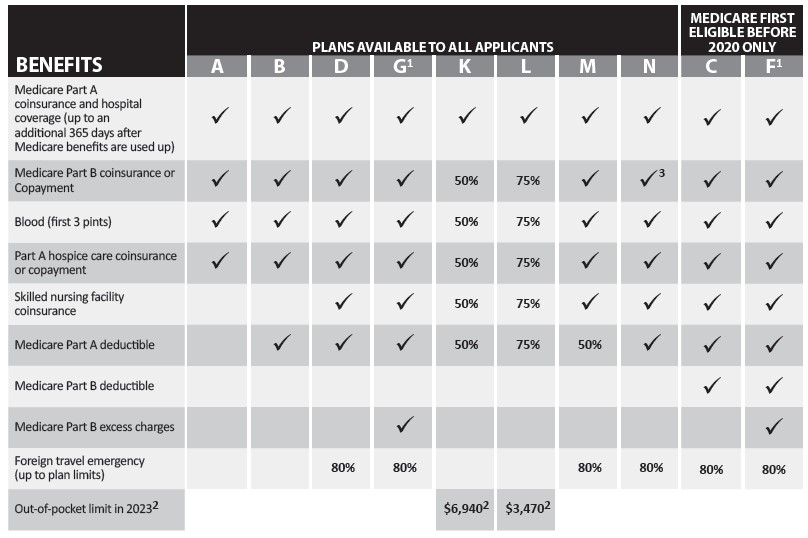 PLANS AVAILABLE TO ALL APPLICANTS
MEDICARE FIRST
ELIGIBLE BEFORE
2020 ONLY
BENEFITS A B D G¹ K L M N C F¹
Medicare Part A
coinsurance and hospital
coverage (up to an
additional 365 days after
Medicare benefits are used up)
✓ ✓ ✓ ✓ ✓ ✓ ✓ ✓ ✓ ✓
Medicare Part B coinsurance or
Copayment
✓ ✓ ✓ ✓ 50% 75% ✓ ✓³ ✓ ✓
Blood (first 3 pints) ✓ ✓ ✓ ✓ 50% 75% ✓ ✓ ✓ ✓
Part A hospice care coinsurance
or copayment
✓ ✓ ✓ ✓ 50% 75% ✓ ✓ ✓ ✓
Skilled nursing facility
coinsurance
✓ ✓ 50% 75% ✓ ✓ ✓ ✓
Medicare Part A deductible ✓ ✓ ✓ 50% 75% 50% ✓ ✓ ✓
Medicare Part B deductible ✓ ✓
Medicare Part B excess charges ✓ ✓
Foreign travel emergency
(up to plan limits)
80% 80% 80% 80% 80% 80%
Out-of-pocket limit in 2023² $6,940² $3,470²